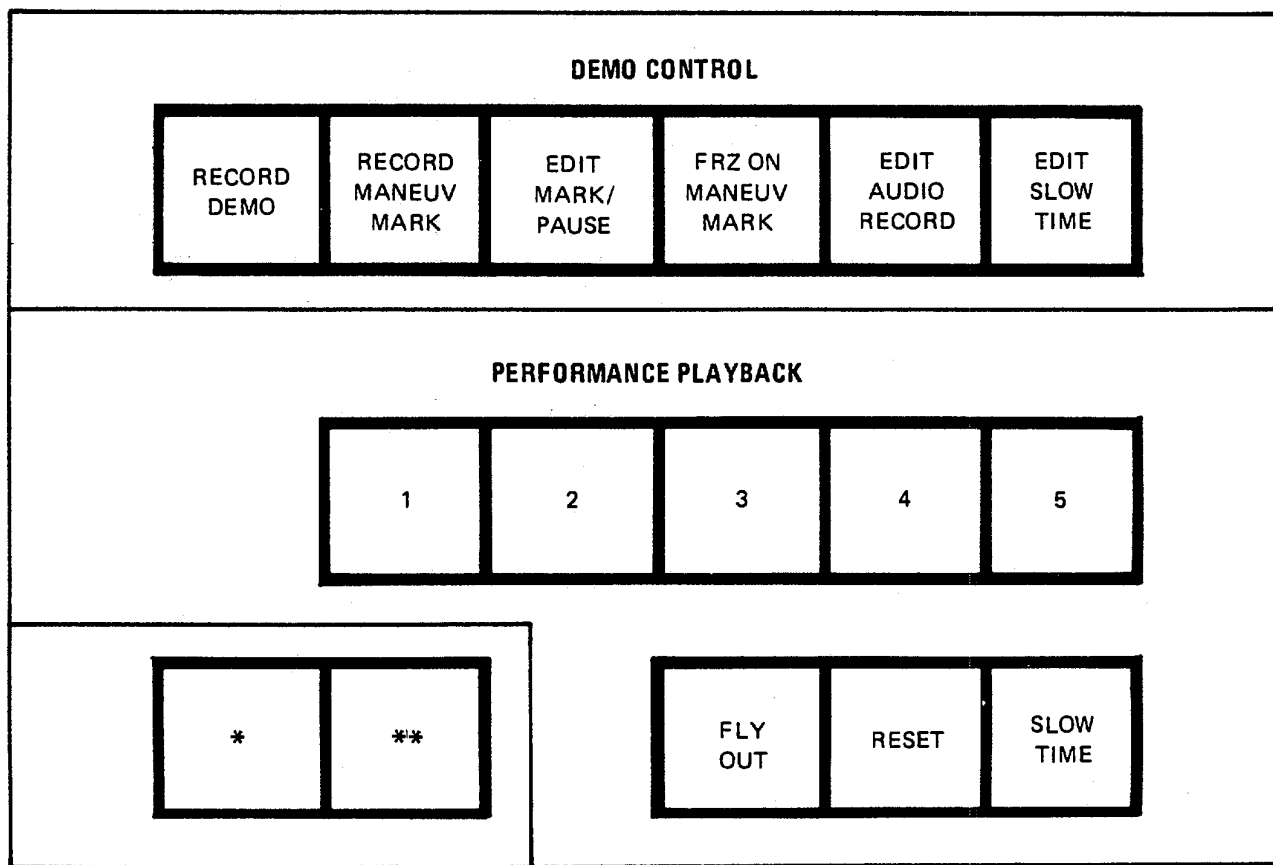 DEMO CONTROL
RECORD
DEMO
RECORD
MANEUV
MARK
EDIT
MARK/
PAUSE
FRZ ON
MANEUV
MARK
EDIT
AUDIO
RECORD
EDIT
SLOW
TIME
PERFORMANCE PLAYBACK
1
2
3
4
5
*
**
FLY
OUT
RESET
SLOW
TIME